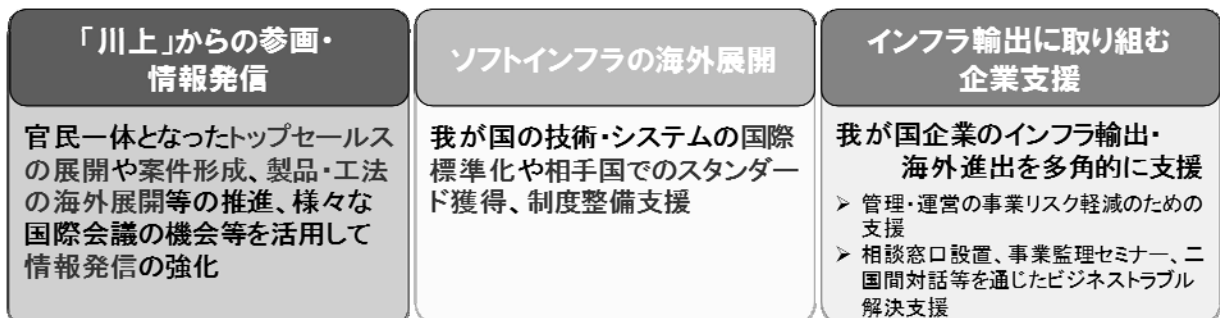 「川上」からの参画・
情報発信
官民一体となったトップセールス
の展開や案件形成、製品・工法
の海外展開等の推進、様々な
国際会議の機会等を活用して
情報発信の強化
ソフトインフラの海外展開
我が国の技術・システムの国際
標準化や相手国でのスタンダー
ド獲得、制度整備支援
インフラ輸出に取り組む
企業支援
我が国企業のインフラ輸出・
海外進出を多角的に支援
➢ 管理・運営の事業リスク軽減のための
支援
➢ 相談窓口設置、事業監理セミナー、二
国間対話等を通じたビジネストラブル
解決支援